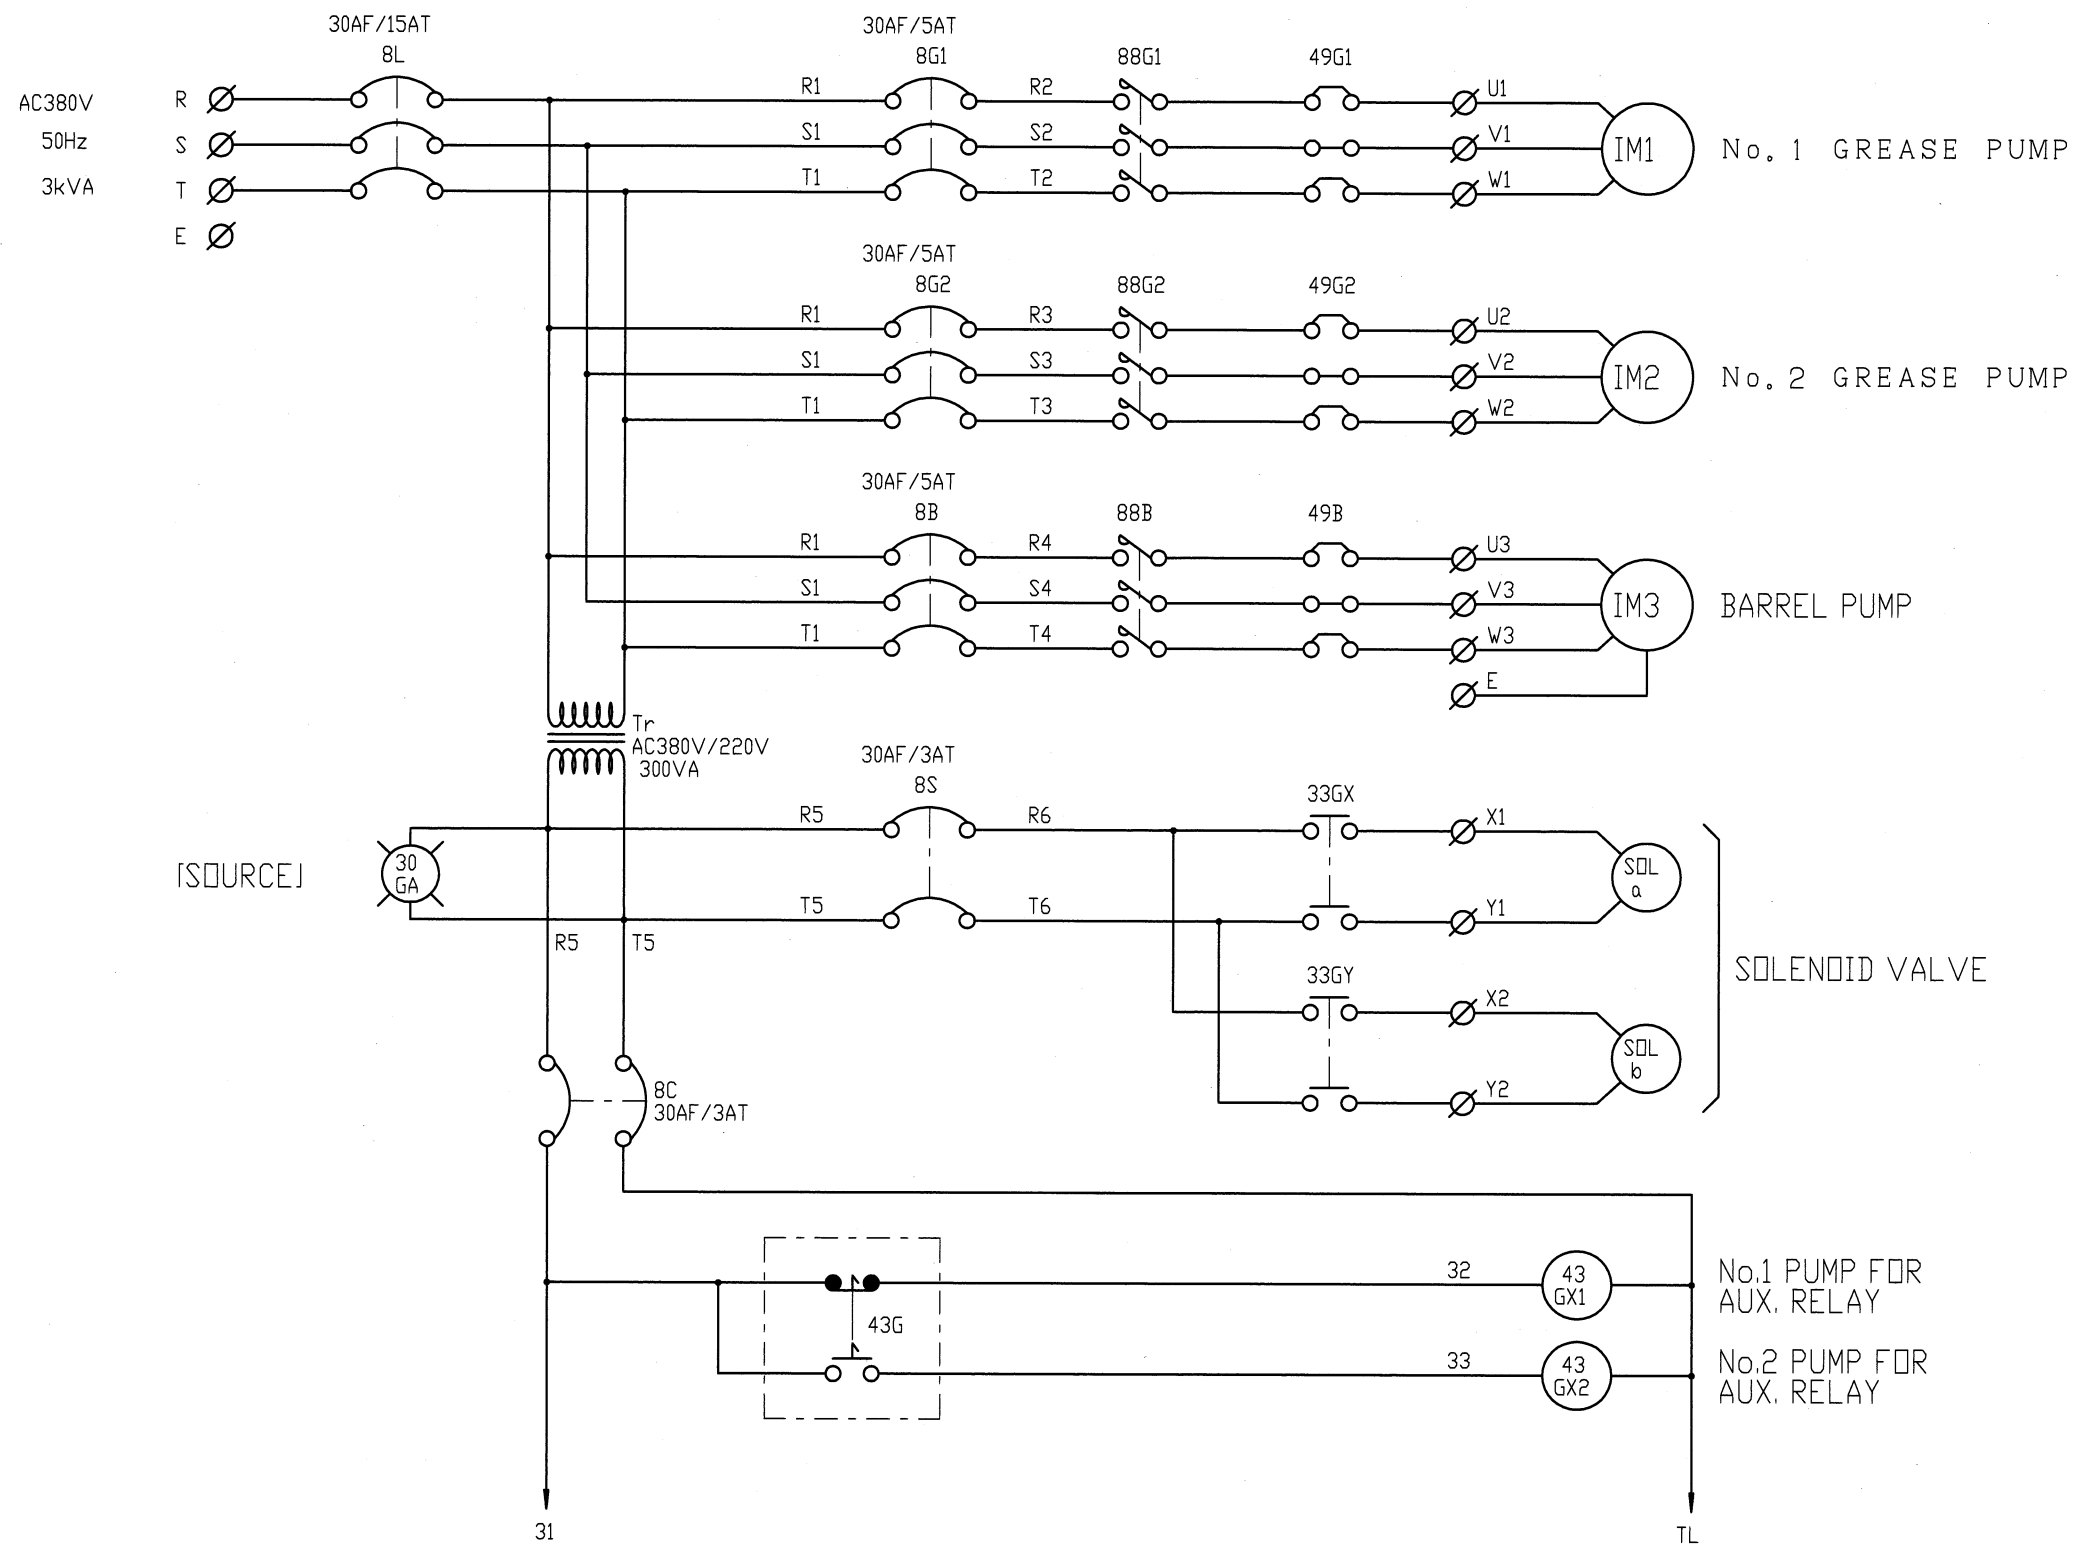 30AF/15AT
8L
30AF/5AT
8G1
88G1
49G1
AC380V
50Hz
3kVA
R
S
T
E
R1
S1
T1
R2
S2
T2
U1
V1
W1
IM1
No. 1 GREASE PUMP
30AF/5AT
8G2
88G2
49G2
R1
S1
T1
R3
S3
T3
U2
V2
W2
IM2
No. 2 GREASE PUMP
30AF/5AT
8B
88B
49B
R1
S1
T1
R4
S4
T4
U3
V3
W3
E
IM3
BARREL PUMP
Tr
AC380V/220V
300VA
30AF/3AT
8S
[SOURCE]
30
GA
R5
T5
R5
T5
R6
T6
33GX
X1
Y1
SOL
a
33GY
X2
Y2
SOL
b
SOLENOID VALVE
8C
30AF/3AT
43G
32
43
GX1
No.1 PUMP FOR
AUX. RELAY
33
43
GX2
No.2 PUMP FOR
AUX. RELAY
31
TL